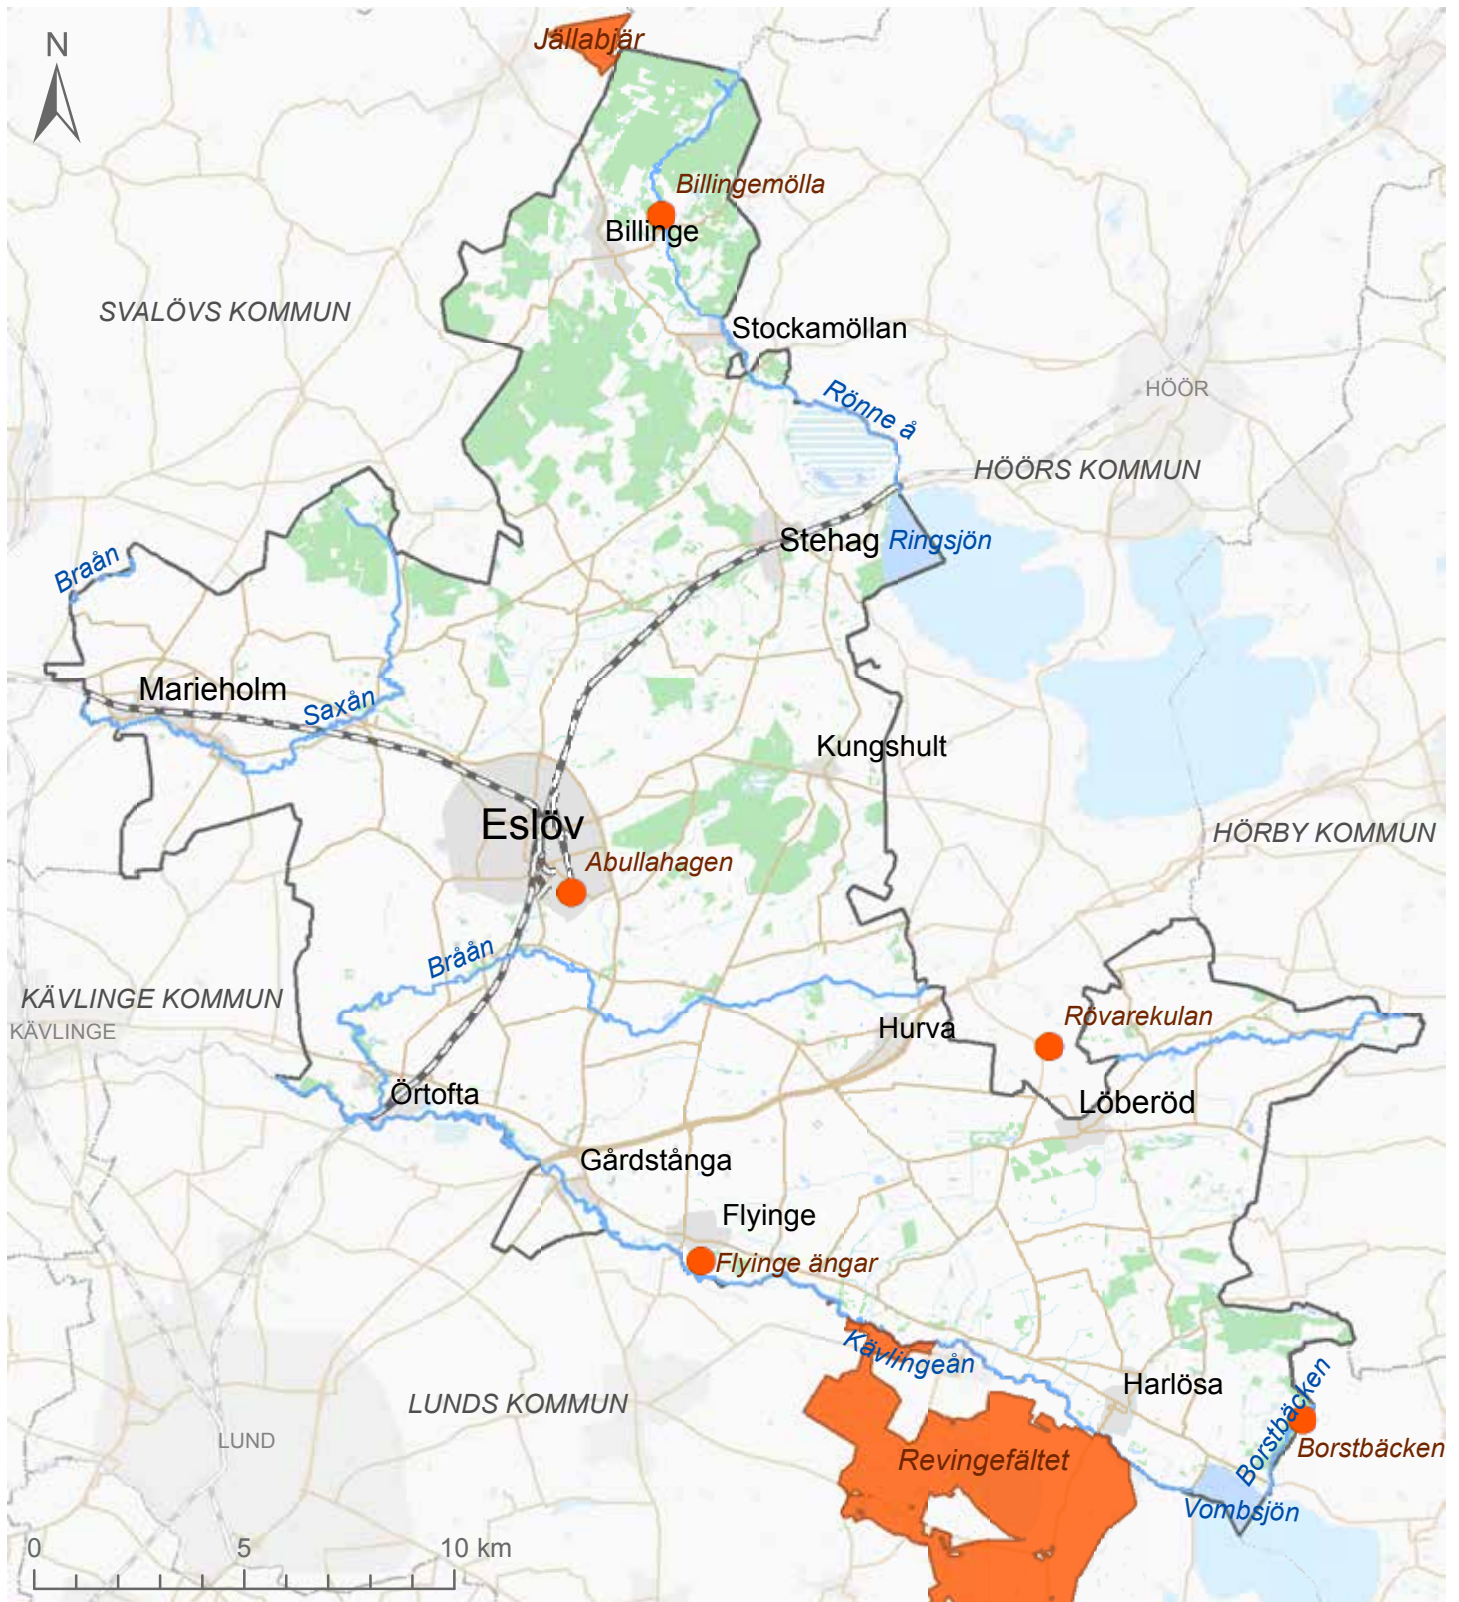 Jällabjär
N
Billingemölla
Billinge
SVALÖVS KOMMUN
Stockamöllan
HÖÖR
Rönne å
HÖÖRS KOMMUN
Stehag
Ringsjön
Braån
Marieholm
Saxån
Kungshult
Eslöv
HÖRBY KOMMUN
Abullahagen
Bråån
KÄVLINGE KOMMUN
KÄVLINGE
Hurva
Rövarekulan
Örtofta
Löberöd
Gårdstånga
Flyinge
Flyinge ängar
Kävlingeån
Harlösa
LUNDS KOMMUN
Borstbäcken
LUND
Borstbäcken
Revingefältet
Vombsjön
0 5 10 km